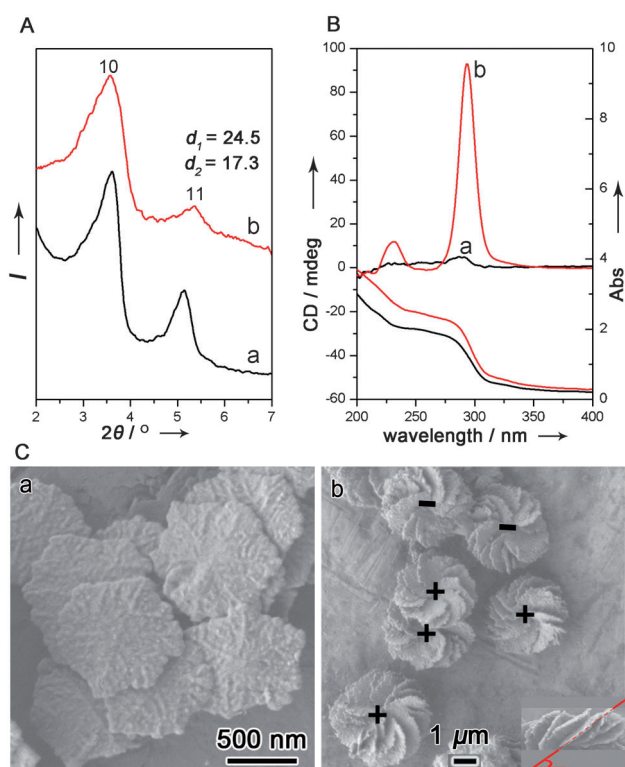 A
10
d1 = 24.5
d2 = 17.3
11
b
a
I
2 3 4 5 6 7
2θ / °
B
100
80
60
40
20
0
-20
-40
-60
CD / mdeg
b
a
10
8
6
4
2
0
Abs
200 250 300 350 400
wavelength / nm
C
a
500 nm
b
- -
+
+
+
+
1 μm